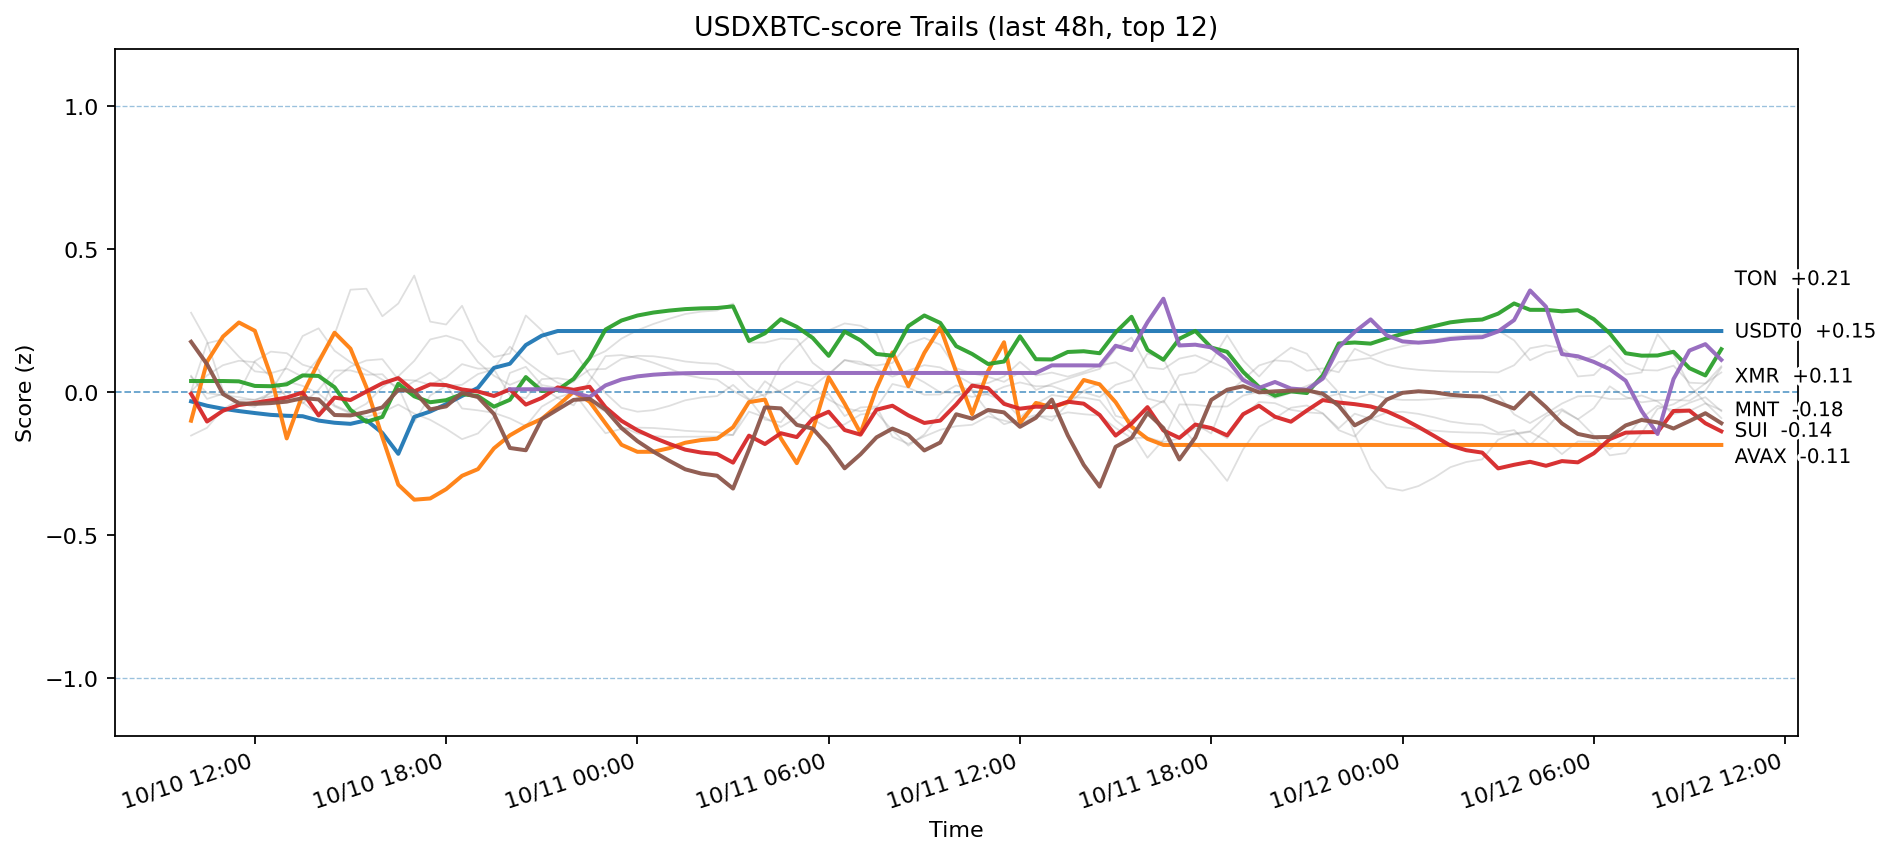 USDXBTC-score Trails (last 48h, top 12)
Score (z)
1.0
0.5
0.0
−0.5
−1.0
TON +0.21
USDT0 +0.15
XMR +0.11
MNT -0.18
SUI -0.14
AVAX -0.11
10/10 12:00
10/10 18:00
10/11 00:00
10/11 06:00
10/11 12:00
10/11 18:00
10/12 00:00
10/12 06:00
10/12 12:00
Time